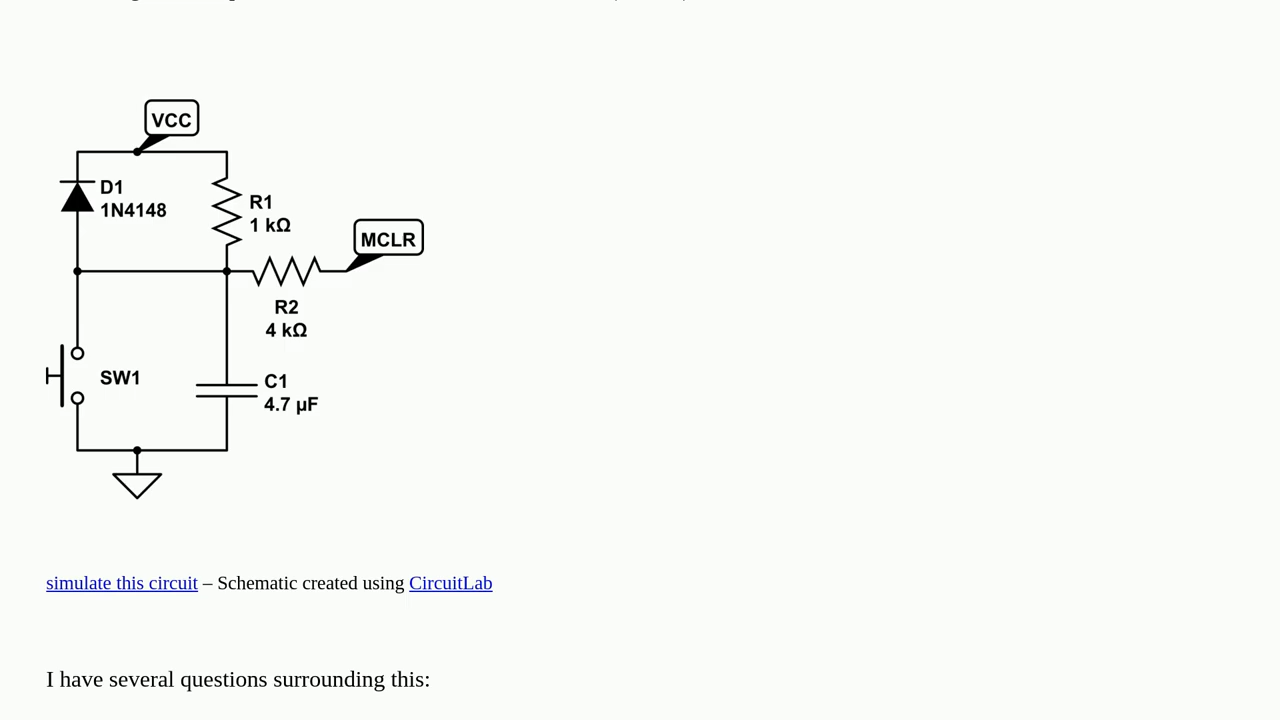 VCC
D1
1N4148
R1
1 kΩ
MCLR
R2
4 kΩ
SW1
C1
4.7 µF
simulate this circuit – Schematic created using CircuitLab
I have several questions surrounding this: